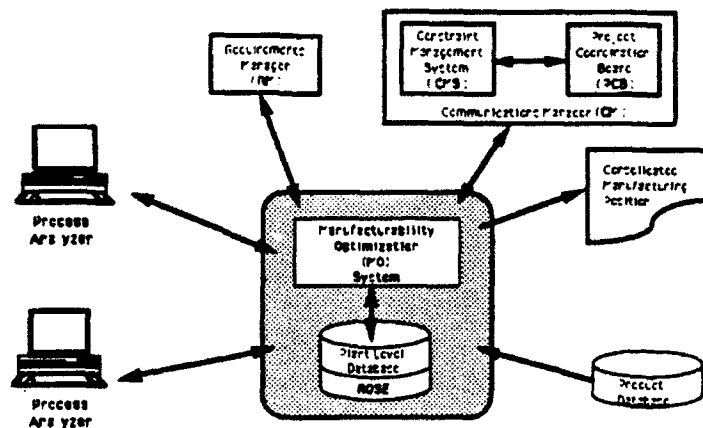 Requirements
Manager
(RM)
Constraint
Management
System
(CMS)
Project
Coordination
Board
(PCB)
Communications Manager (CM)
Process
Analyzer
Consolidated
Manufacturing
Position
Manufacturability
Optimization
(MO)
System
Plant Level
Database
ROSE
Process
Analyzer
Product
Database